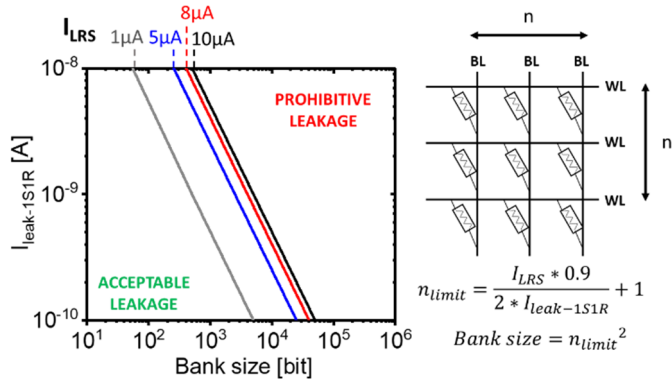 I_LRS
1µA
5µA
8µA
10µA
PROHIBITIVE
LEAKAGE
ACCEPTABLE
LEAKAGE
I_leak-1S1R [A]
10^-8
10^-9
10^-10
10^1 10^2 10^3 10^4 10^5 10^6
Bank size [bit]
n
BL BL BL
WL
WL
WL
n
n_limit = (I_LRS * 0.9) / (2 * I_leak-1S1R) + 1
Bank size = n_limit^2